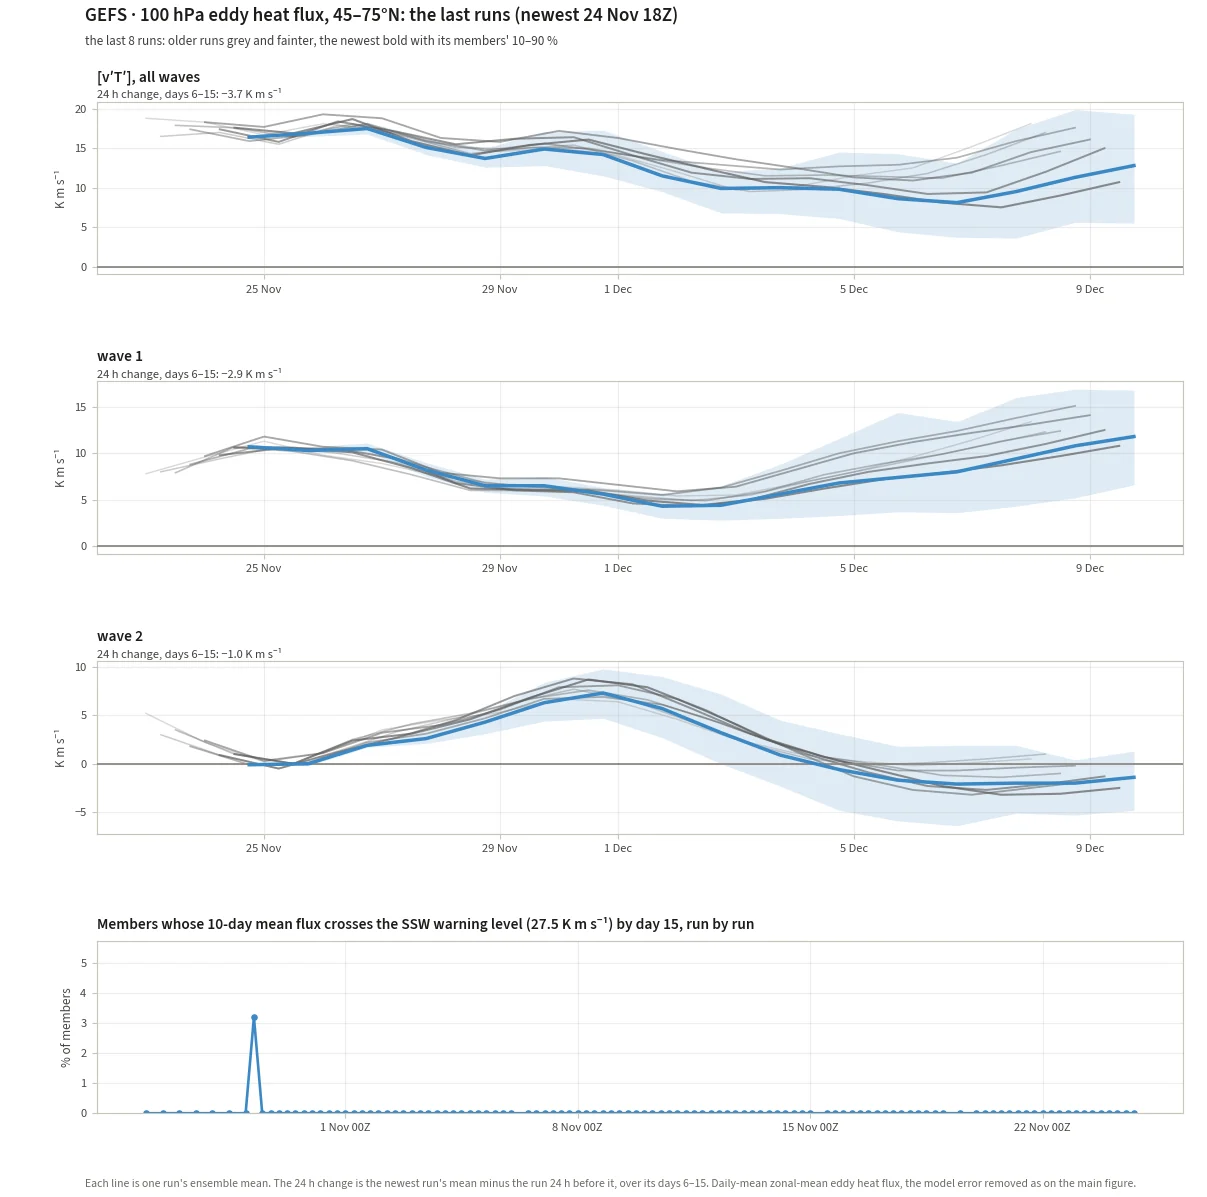 GEFS · 100 hPa eddy heat flux, 45–75°N: the last runs (newest 24 Nov 18Z)
the last 8 runs: older runs grey and fainter, the newest bold with its members' 10–90 %
[v′T′], all waves
24 h change, days 6–15: −3.7 K m s⁻¹
20
15
10
5
0
K m s⁻¹
25 Nov
29 Nov
1 Dec
5 Dec
9 Dec
wave 1
24 h change, days 6–15: −2.9 K m s⁻¹
15
10
5
0
K m s⁻¹
25 Nov
29 Nov
1 Dec
5 Dec
9 Dec
wave 2
24 h change, days 6–15: −1.0 K m s⁻¹
10
5
0
−5
K m s⁻¹
25 Nov
29 Nov
1 Dec
5 Dec
9 Dec
Members whose 10-day mean flux crosses the SSW warning level (27.5 K m s⁻¹) by day 15, run by run
5
4
3
2
1
0
% of members
1 Nov 00Z
8 Nov 00Z
15 Nov 00Z
22 Nov 00Z
Each line is one run's ensemble mean. The 24 h change is the newest run's mean minus the run 24 h before it, over its days 6–15. Daily-mean zonal-mean eddy heat flux, the model error removed as on the main figure.